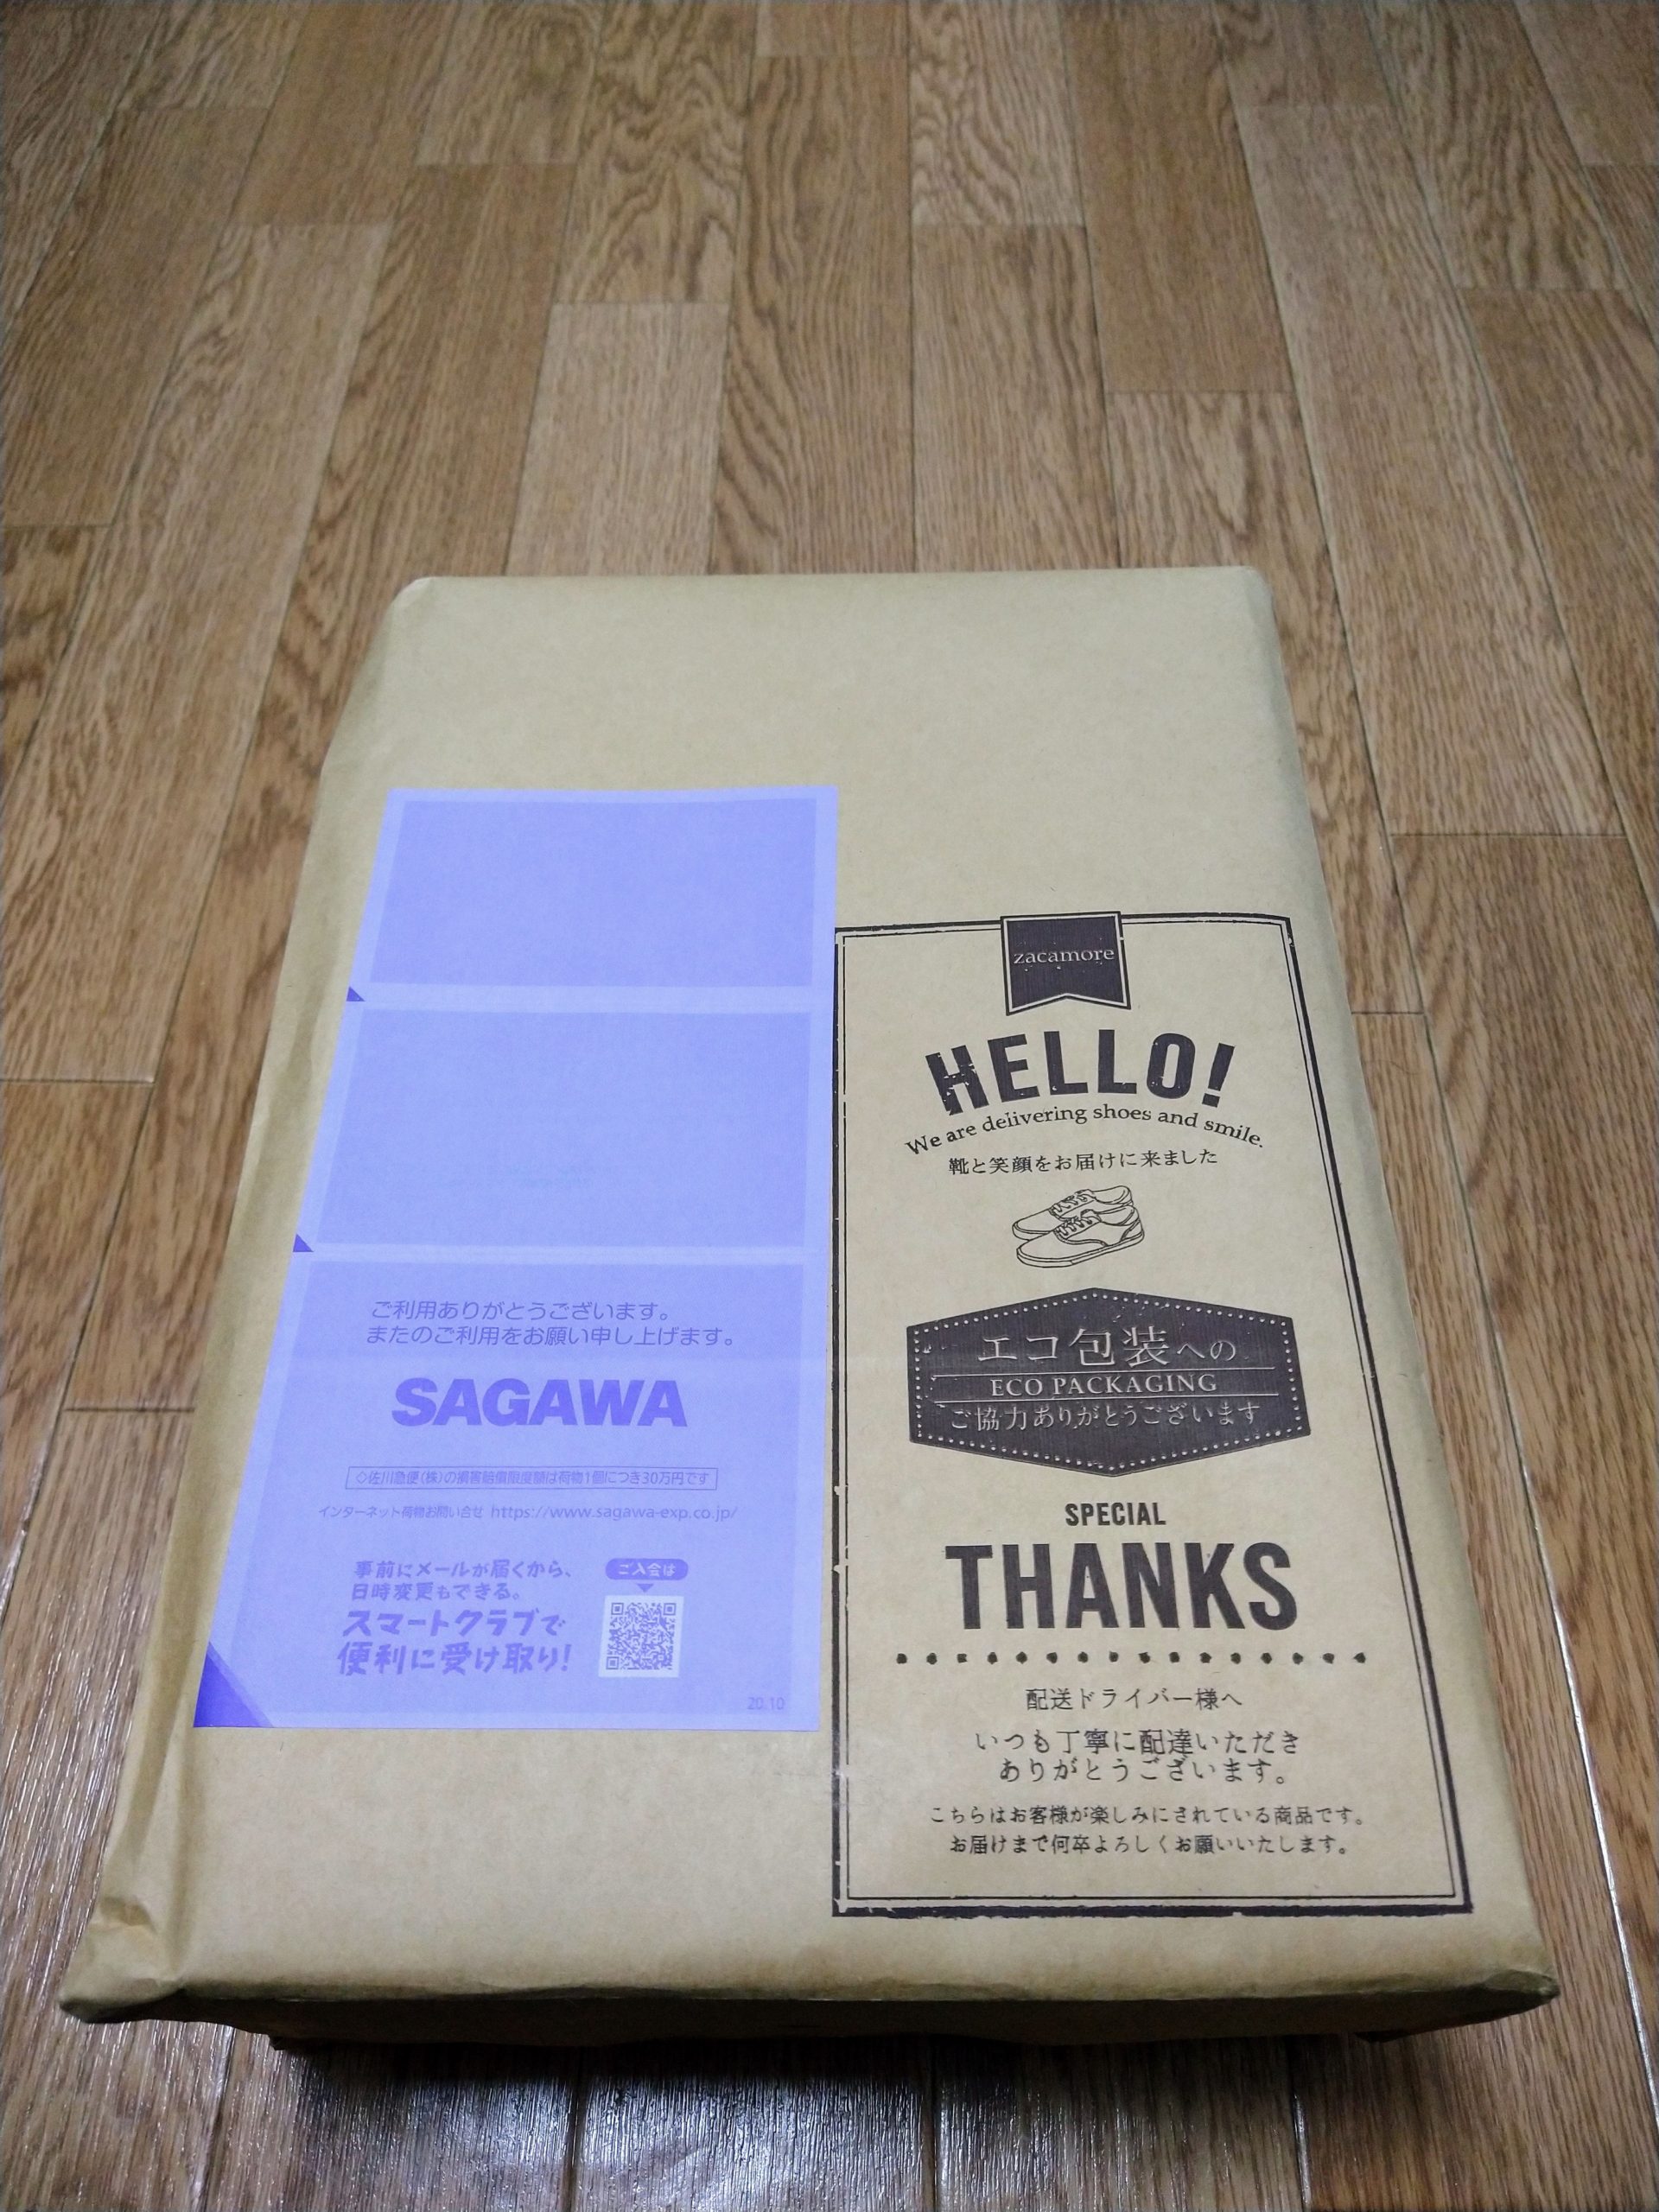 ご利用ありがとうございます。
またのご利用をお願い申し上げます。
SAGAWA
◇佐川急便(株)の損害賠償限度額は荷物1個につき30万円です
インターネット荷物お問い合せ https://www.sagawa-exp.co.jp/
事前にメールが届くから、
日時変更もできる。
スマートクラブで
便利に受け取り!
ご入会は
20.10
zacamore
HELLO!
We are delivering shoes and smile.
靴と笑顔をお届けに来ました
エコ包装への
ECO PACKAGING
ご協力ありがとうございます
SPECIAL
THANKS
配送ドライバー様へ
いつも丁寧に配達いただき
ありがとうございます。
こちらはお客様が楽しみにされている商品です。
お届けまで何卒よろしくお願いいたします。